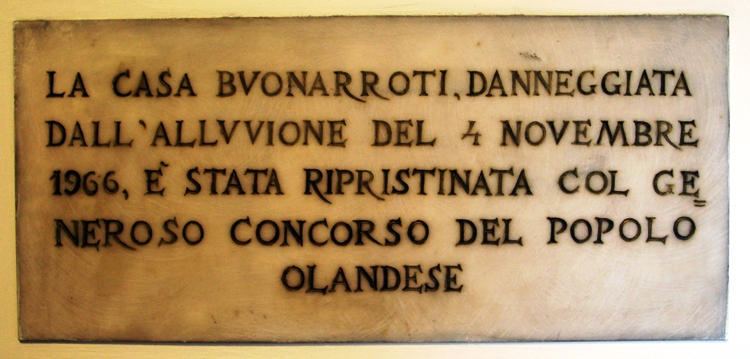 LA CASA BVONARROTI, DANNEGGIATA
DALL'ALLVVIONE DEL 4 NOVEMBRE
1966, È STATA RIPRISTINATA COL GE=
NEROSO CONCORSO DEL POPOLO
OLANDESE